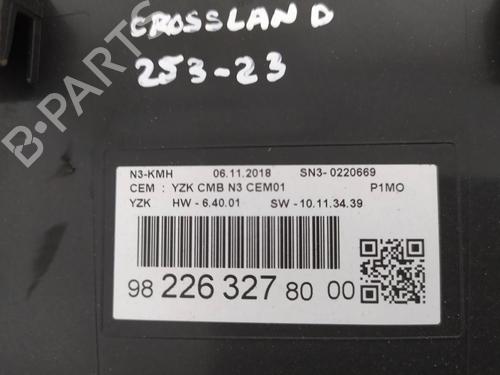 CROSSLAND
253-23
N3-KMH 06.11.2018 SN3- 0220669
CEM : YZK CMB N3 CEM01 P1MO
YZK HW - 6.40.01 SW - 10.11.34.39
98 226 327 80 00